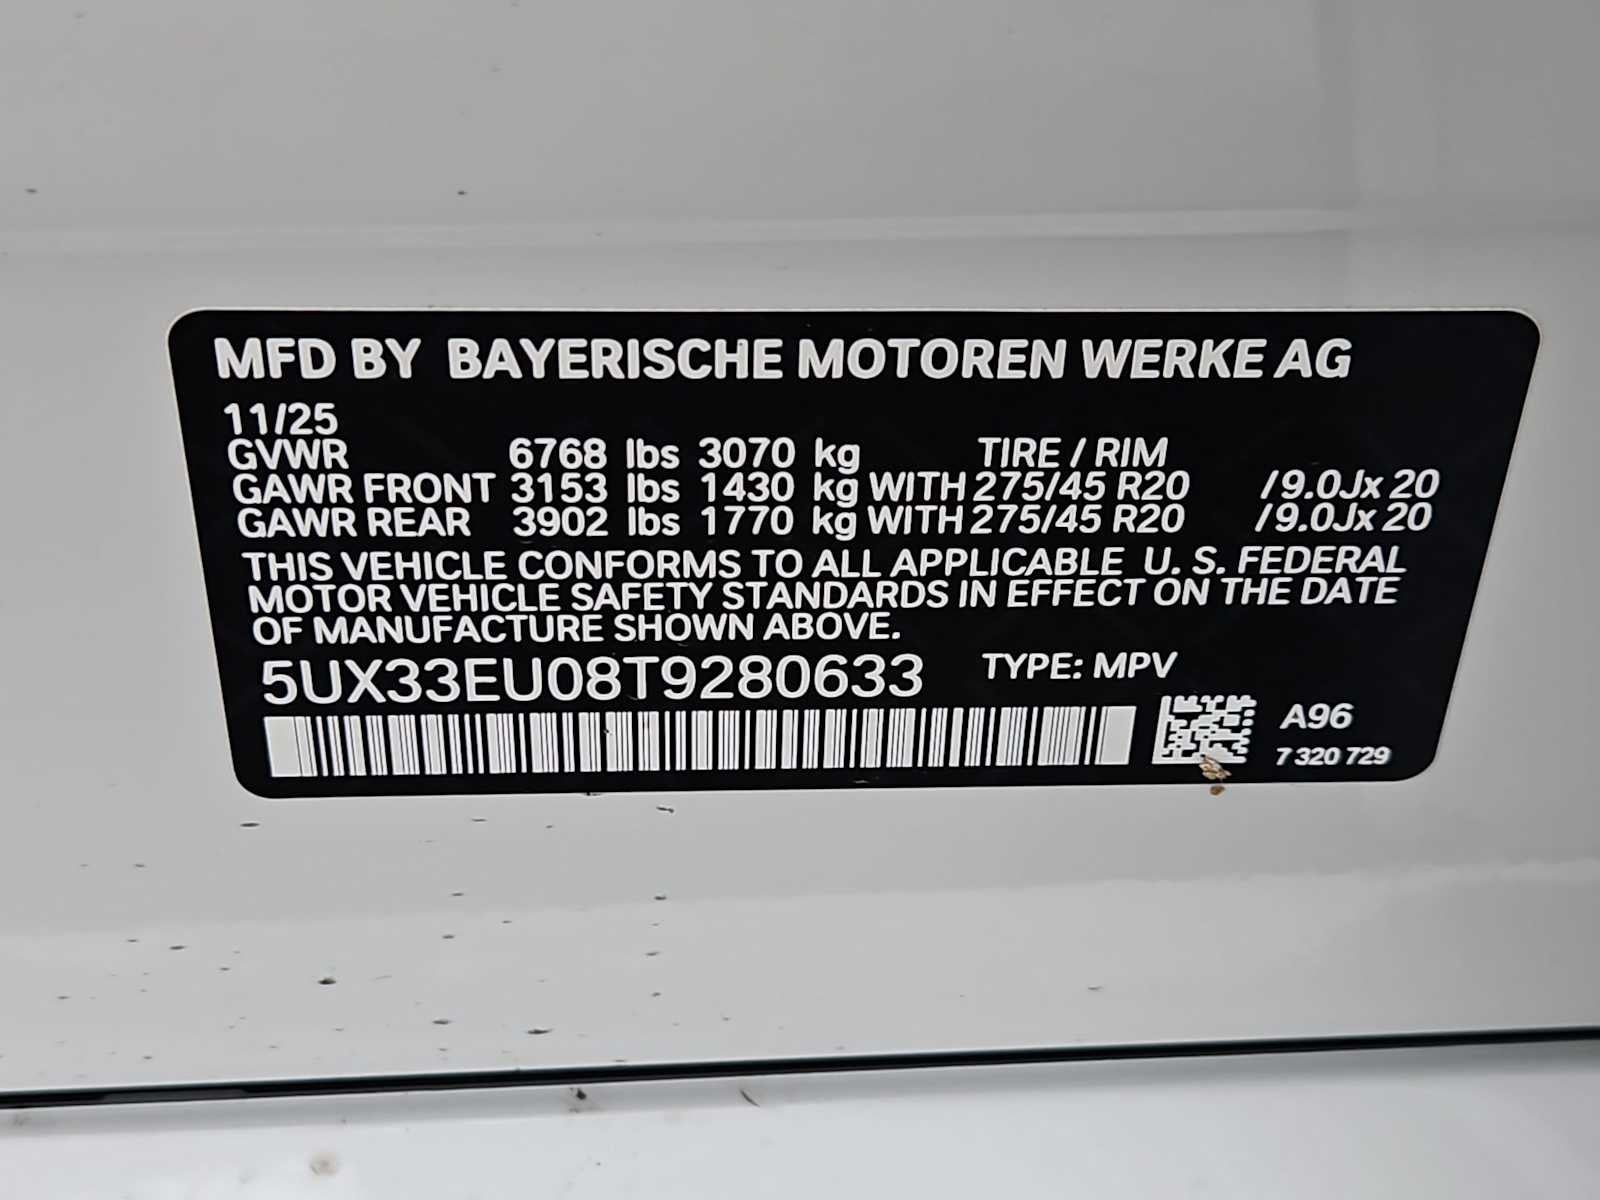 MFD BY BAYERISCHE MOTOREN WERKE AG
11/25
GVWR 6768 lbs 3070 kg TIRE / RIM
GAWR FRONT 3153 lbs 1430 kg WITH 275/45 R20 / 9.0Jx 20
GAWR REAR 3902 lbs 1770 kg WITH 275/45 R20 / 9.0Jx 20
THIS VEHICLE CONFORMS TO ALL APPLICABLE U. S. FEDERAL
MOTOR VEHICLE SAFETY STANDARDS IN EFFECT ON THE DATE
OF MANUFACTURE SHOWN ABOVE.
5UX33EU08T9280633 TYPE: MPV
A96
7 320 729